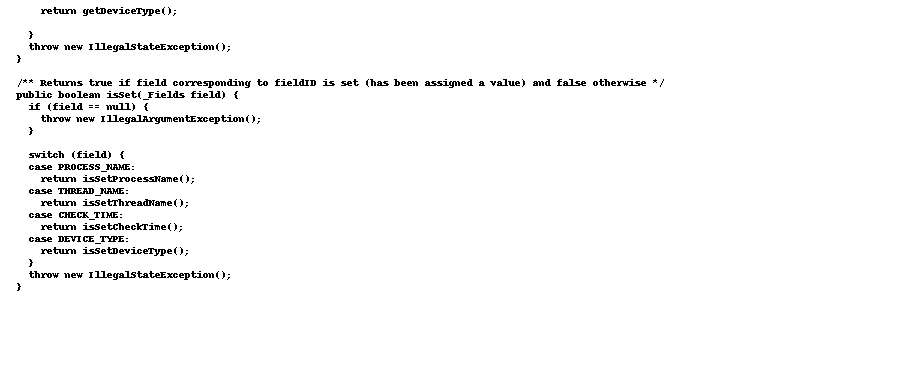 return getDeviceType();

  }
  throw new IllegalStateException();
}

/** Returns true if field corresponding to fieldID is set (has been assigned a value) and false otherwise */
public boolean isSet(_Fields field) {
  if (field == null) {
    throw new IllegalArgumentException();
  }

  switch (field) {
  case PROCESS_NAME:
    return isSetProcessName();
  case THREAD_NAME:
    return isSetThreadName();
  case CHECK_TIME:
    return isSetCheckTime();
  case DEVICE_TYPE:
    return isSetDeviceType();
  }
  throw new IllegalStateException();
}